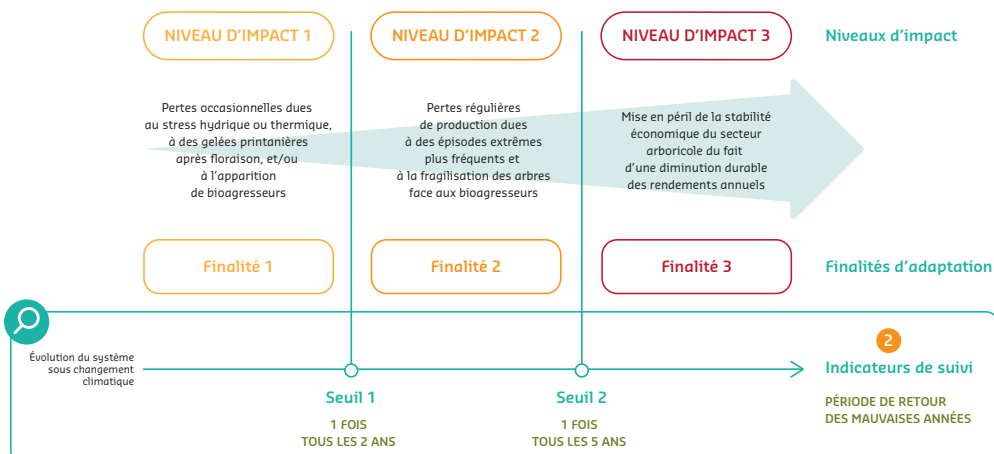 NIVEAU D'IMPACT 1
NIVEAU D'IMPACT 2
NIVEAU D'IMPACT 3
Niveaux d'impact
Pertes occasionnelles dues
au stress hydrique ou thermique,
à des gelées printanières
après floraison, et/ou
à l'apparition
de bioagresseurs
Pertes régulières
de production dues
à des épisodes extrêmes
plus fréquents et
à la fragilisation des arbres
face aux bioagresseurs
Mise en péril de la stabilité
économique du secteur
arboricole du fait
d'une diminution durable
des rendements annuels
Finalité 1
Finalité 2
Finalité 3
Finalités d'adaptation
Évolution du système
sous changement
climatique
2
Indicateurs de suivi
Seuil 1
Seuil 2
PÉRIODE DE RETOUR
DES MAUVAISES ANNÉES
1 FOIS
TOUS LES 2 ANS
1 FOIS
TOUS LES 5 ANS